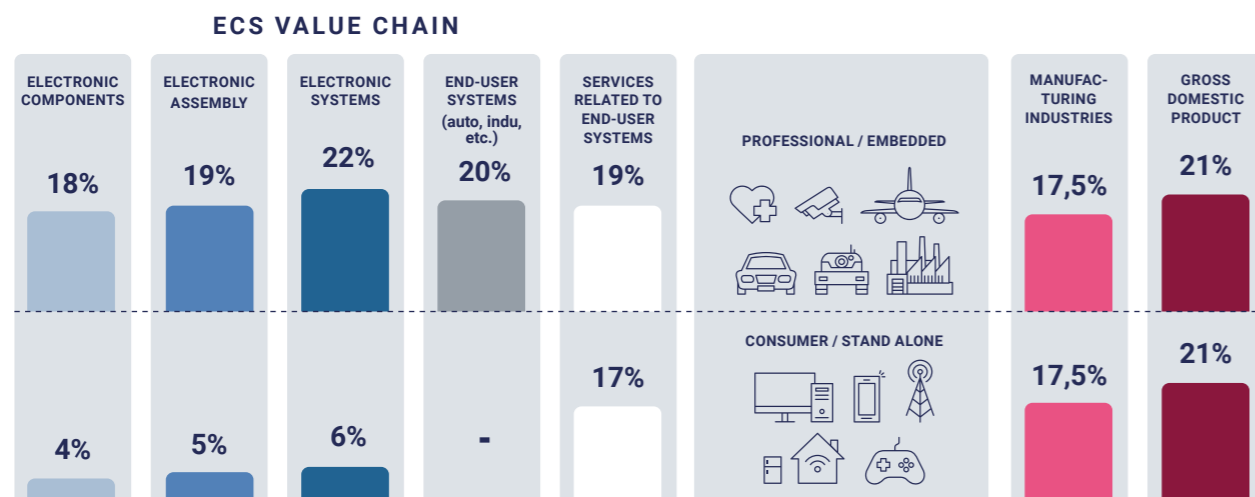 ECS VALUE CHAIN
ELECTRONIC
COMPONENTS
ELECTRONIC
ASSEMBLY
ELECTRONIC
SYSTEMS
END-USER
SYSTEMS
(auto, indu,
etc.)
SERVICES
RELATED TO
END-USER
SYSTEMS
MANUFAC-
TURING
INDUSTRIES
GROSS
DOMESTIC
PRODUCT
PROFESSIONAL / EMBEDDED
18%
19%
22%
20%
19%
17,5%
21%
CONSUMER / STAND ALONE
4%
5%
6%
-
17%
17,5%
21%